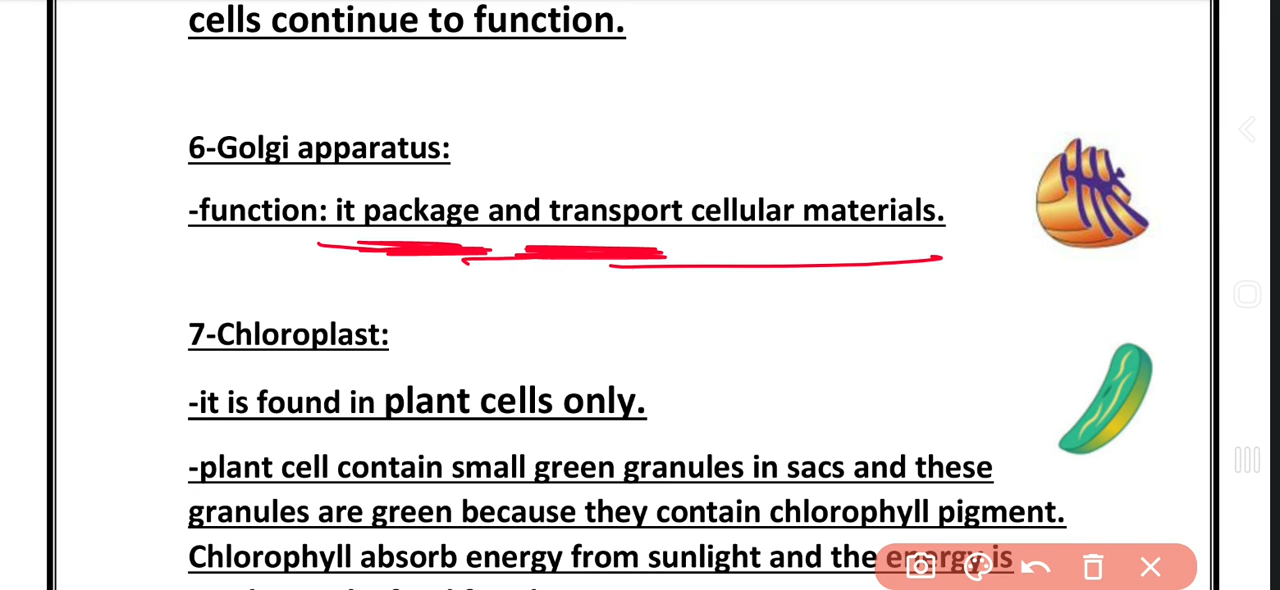 cells continue to function.
6-Golgi apparatus:
-function: it package and transport cellular materials.
7-Chloroplast:
-it is found in plant cells only.
-plant cell contain small green granules in sacs and these
granules are green because they contain chlorophyll pigment.
Chlorophyll absorb energy from sunlight and the energy is